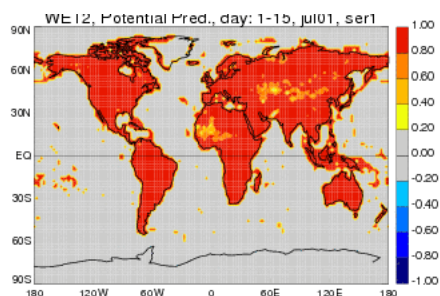 WET2, Potential Pred., day: 1-15, jul01, ser1
90N
60N
30N
EQ
30S
60S
90S
180
120W
60W
0
60E
120E
180
1.00
0.80
0.60
0.40
0.20
0.00
-0.20
-0.40
-0.60
-0.80
-1.00